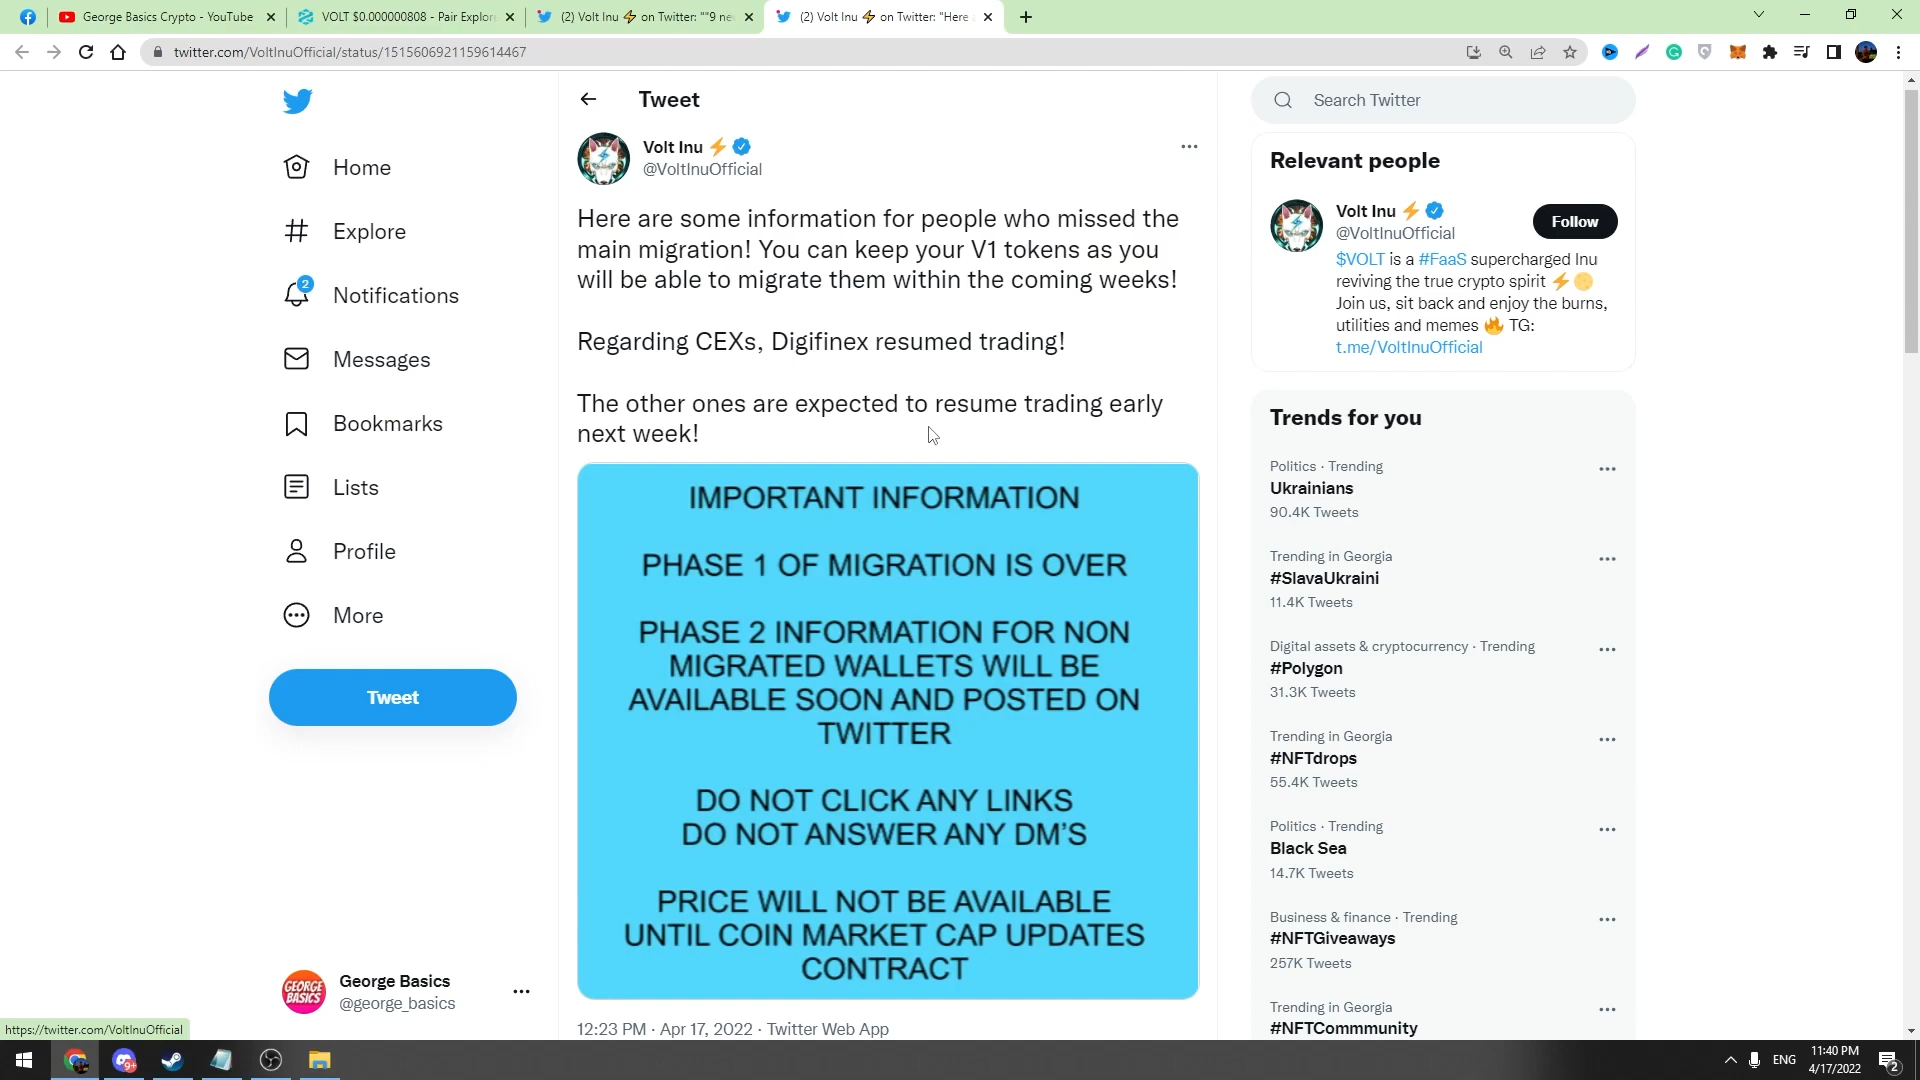 George Basics Crypto - YouTube
VOLT $0.000000808 - Pair Explor
(2) Volt Inu ⚡ on Twitter: ""9 ne
(2) Volt Inu ⚡ on Twitter: "Here
twitter.com/VoltInuOfficial/status/1515606921159614467
Home
Explore
2
Notifications
Messages
Bookmarks
Lists
Profile
More
Tweet
GEORGE
BASICS
George Basics
@george_basics
https://twitter.com/VoltInuOfficial
Tweet
Volt Inu ⚡
@VoltInuOfficial
Here are some information for people who missed the
main migration! You can keep your V1 tokens as you
will be able to migrate them within the coming weeks!
Regarding CEXs, Digifinex resumed trading!
The other ones are expected to resume trading early
next week!
IMPORTANT INFORMATION
PHASE 1 OF MIGRATION IS OVER
PHASE 2 INFORMATION FOR NON
MIGRATED WALLETS WILL BE
AVAILABLE SOON AND POSTED ON
TWITTER
DO NOT CLICK ANY LINKS
DO NOT ANSWER ANY DM'S
PRICE WILL NOT BE AVAILABLE
UNTIL COIN MARKET CAP UPDATES
CONTRACT
12:23 PM · Apr 17, 2022 · Twitter Web App
Search Twitter
Relevant people
Volt Inu ⚡
@VoltInuOfficial
Follow
$VOLT is a #FaaS supercharged Inu
reviving the true crypto spirit ⚡🌕
Join us, sit back and enjoy the burns,
utilities and memes 🔥 TG:
t.me/VoltInuOfficial
Trends for you
Politics · Trending
Ukrainians
90.4K Tweets
Trending in Georgia
#SlavaUkraini
11.4K Tweets
Digital assets & cryptocurrency · Trending
#Polygon
31.3K Tweets
Trending in Georgia
#NFTdrops
55.4K Tweets
Politics · Trending
Black Sea
14.7K Tweets
Business & finance · Trending
#NFTGiveaways
257K Tweets
Trending in Georgia
#NFTCommmunity
9+
ENG
11:40 PM
4/17/2022
2